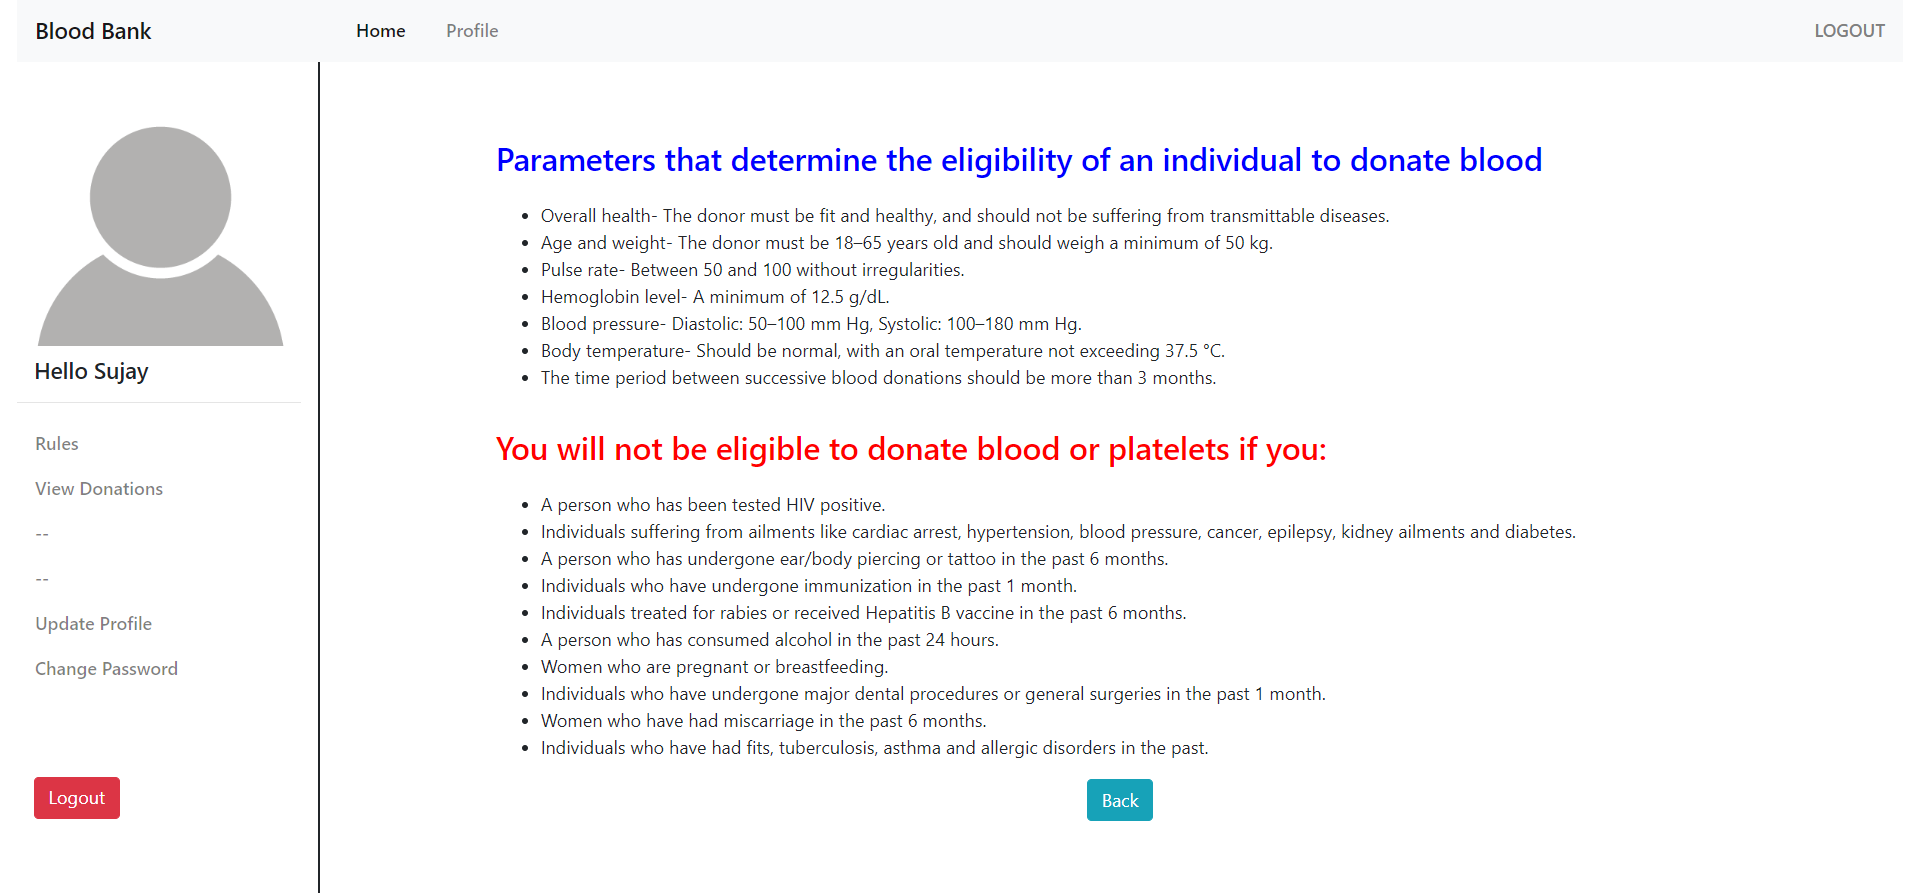 Blood Bank
Home
Profile
LOGOUT
Hello Sujay
Rules
View Donations
--
--
Update Profile
Change Password
Logout
Parameters that determine the eligibility of an individual to donate blood
• Overall health- The donor must be fit and healthy, and should not be suffering from transmittable diseases.
• Age and weight- The donor must be 18–65 years old and should weigh a minimum of 50 kg.
• Pulse rate- Between 50 and 100 without irregularities.
• Hemoglobin level- A minimum of 12.5 g/dL.
• Blood pressure- Diastolic: 50–100 mm Hg, Systolic: 100–180 mm Hg.
• Body temperature- Should be normal, with an oral temperature not exceeding 37.5 °C.
• The time period between successive blood donations should be more than 3 months.
You will not be eligible to donate blood or platelets if you:
• A person who has been tested HIV positive.
• Individuals suffering from ailments like cardiac arrest, hypertension, blood pressure, cancer, epilepsy, kidney ailments and diabetes.
• A person who has undergone ear/body piercing or tattoo in the past 6 months.
• Individuals who have undergone immunization in the past 1 month.
• Individuals treated for rabies or received Hepatitis B vaccine in the past 6 months.
• A person who has consumed alcohol in the past 24 hours.
• Women who are pregnant or breastfeeding.
• Individuals who have undergone major dental procedures or general surgeries in the past 1 month.
• Women who have had miscarriage in the past 6 months.
• Individuals who have had fits, tuberculosis, asthma and allergic disorders in the past.
Back